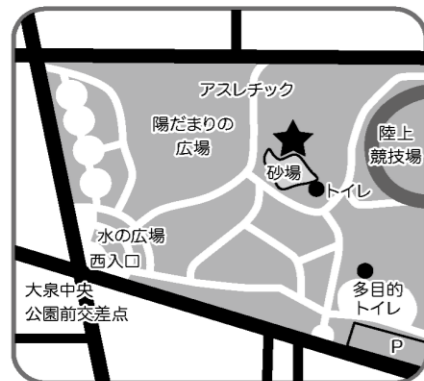 アスレチック
陽だまりの
広場
陸上
競技場
砂場
トイレ
水の広場
西入口
大泉中央
公園前交差点
多目的
トイレ
P